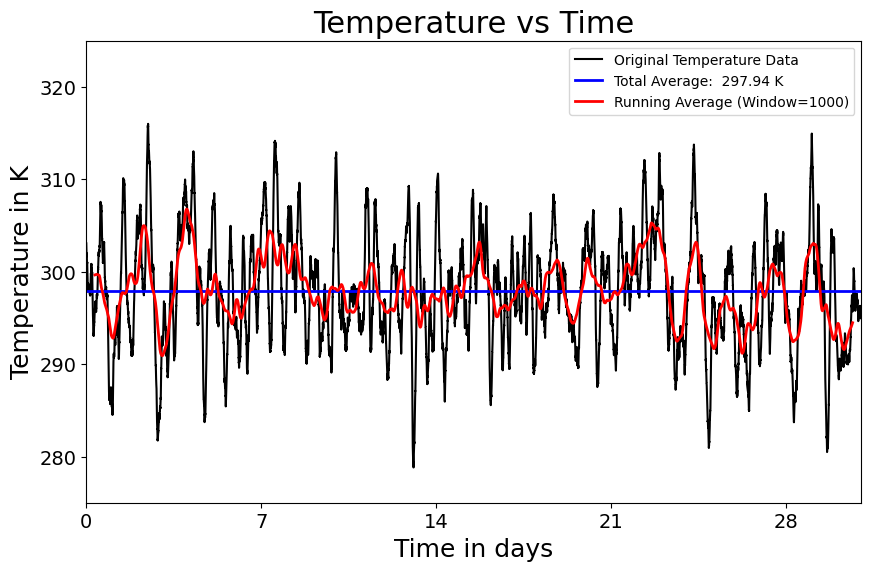 Temperature vs Time
Original Temperature Data
Total Average:  297.94 K
Running Average (Window=1000)
Temperature in K
320
310
300
290
280
0 7 14 21 28
Time in days